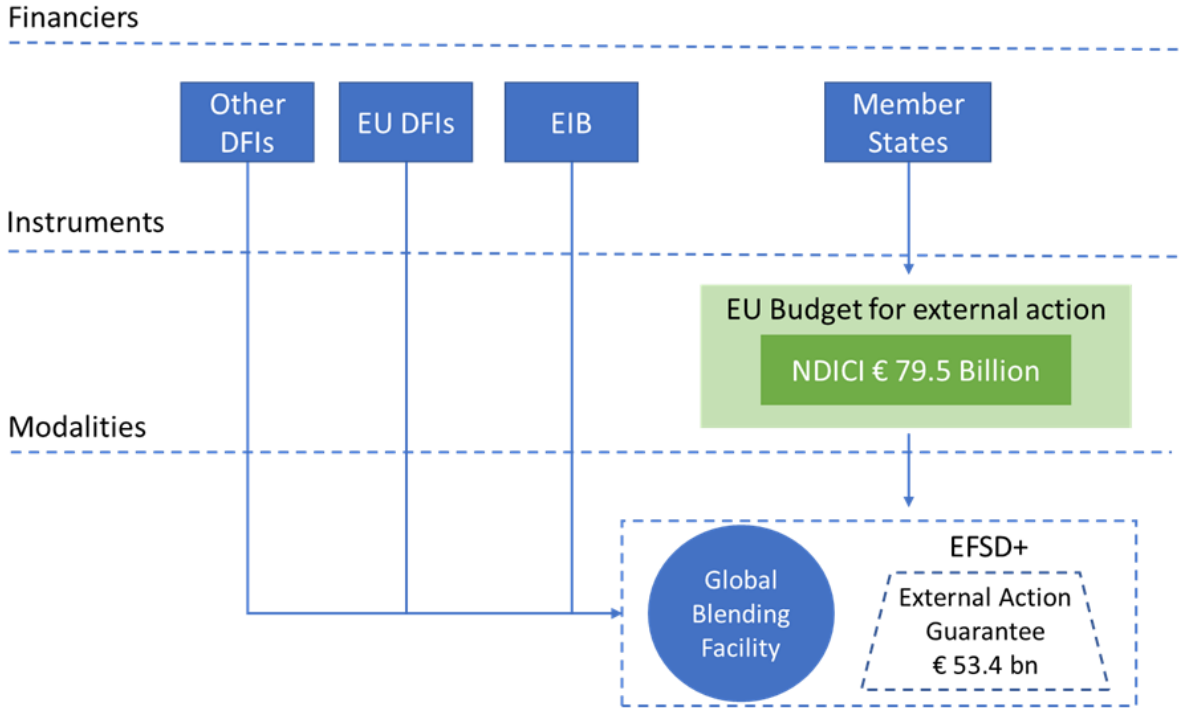 Financiers
Other
DFIs
EU DFIs
EIB
Member
States
Instruments
EU Budget for external action
NDICI € 79.5 Billion
Modalities
EFSD+
Global
Blending
Facility
External Action
Guarantee
€ 53.4 bn